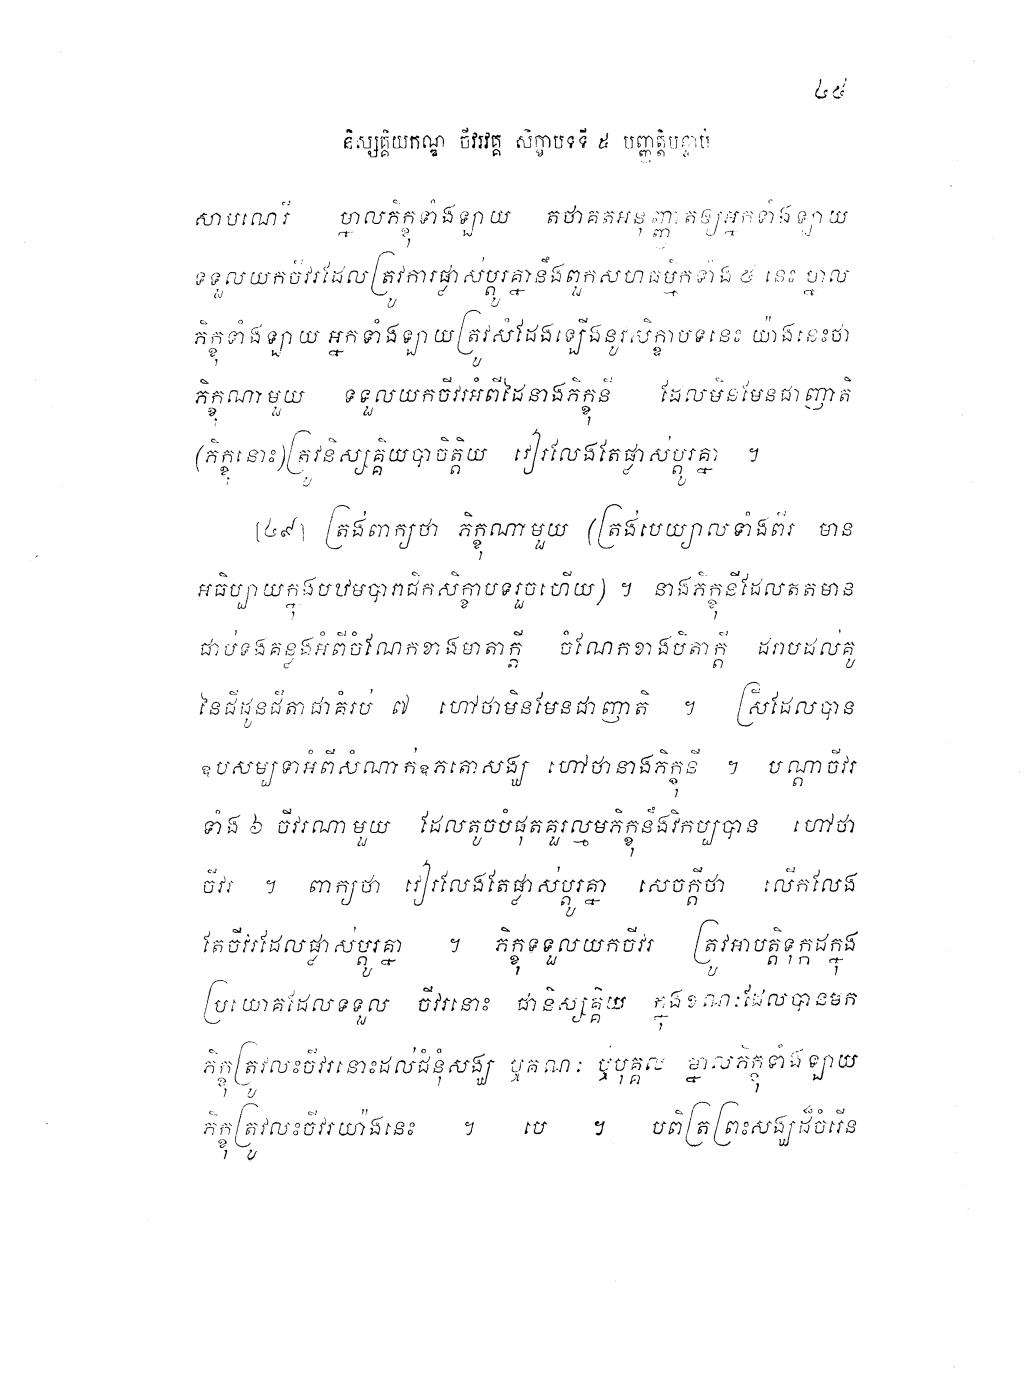 ៤៥
និស្សគ្គិយកណ្ឌ ចីវរវគ្គ សិក្ខាបទទី ៥ បញ្ញត្តិបន្ទាប់
សាមណេរី ម្នាលភិក្ខុទាំងឡាយ តថាគតអនុញ្ញាតឲ្យអ្នកទាំងឡាយ
ទទួលយកចីវរដែលត្រូវការផ្លាស់ប្តូរគ្នានឹងពួកសហធម្មិកទាំង ៥ នេះ ម្នាល
ភិក្ខុទាំងឡាយ អ្នកទាំងឡាយត្រូវសំដែងឡើងនូវសិក្ខាបទនេះ យ៉ាងនេះថា
ភិក្ខុណាមួយ ទទួលយកចីវរអំពីដៃនាងភិក្ខុនី ដែលមិនមែនជាញាតិ
(ភិក្ខុនោះ)ត្រូវនិស្សគ្គិយបាចិត្តិយ វៀរលែងតែផ្លាស់ប្តូរគ្នា ។
[៤៩] ត្រង់ពាក្យថា ភិក្ខុណាមួយ (ត្រង់បេយ្យាលទាំងពីរ មាន
អធិប្បាយក្នុងបឋមបារាជិកសិក្ខាបទរួចហើយ) ។ នាងភិក្ខុនីដែលតតមាន
ជាប់ទងគន្លងអំពីចំណែកខាងមាតាក្តី ចំណែកខាងបិតាក្តី ដរាបដល់គូ
នៃជីដូនជីតាជាគំរប់ ៧ ហៅថាមិនមែនជាញាតិ ។ ស្រីដែលបាន
ឧបសម្បទាអំពីសំណាក់ឧភតោសង្ឃ ហៅថានាងភិក្ខុនី ។ បណ្តាចីវរ
ទាំង ៦ ចីវរណាមួយ ដែលតូចបំផុតគួរល្មមភិក្ខុនឹងវិកប្បបាន ហៅថា
ចីវរ ។ ពាក្យថា វៀរលែងតែផ្លាស់ប្តូរគ្នា សេចក្តីថា លើកលែង
តែចីវរដែលផ្លាស់ប្តូរគ្នា ។ ភិក្ខុទទួលយកចីវរ ត្រូវអាបត្តិទុក្កដក្នុង
ប្រយោគដែលទទួល ចីវរនោះ ជានិស្សគ្គិយ ក្នុងខណៈដែលបានមក
ភិក្ខុត្រូវលះចីវរនោះដល់ជំនុំសង្ឃ ឬគណៈ ឬបុគ្គល ម្នាលភិក្ខុទាំងឡាយ
ភិក្ខុត្រូវលះចីវរយ៉ាងនេះ ។ បេ ។ បពិត្រព្រះសង្ឃដ៏ចំរើន